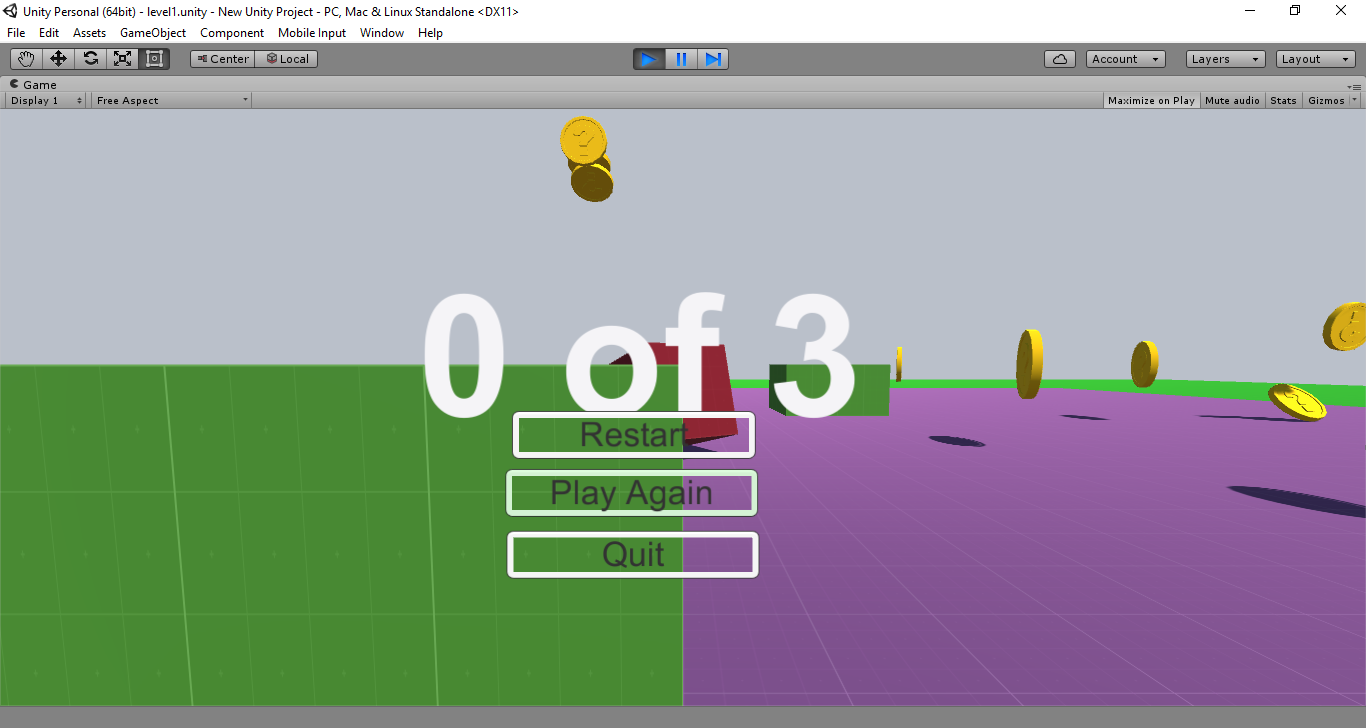 Unity Personal (64bit) - level1.unity - New Unity Project - PC, Mac & Linux Standalone <DX11>
File Edit Assets GameObject Component Mobile Input Window Help
Center Local Account Layers Layout
Game
Display 1 Free Aspect Maximize on Play Mute audio Stats Gizmos
0 of 3
Restart
Play Again
Quit